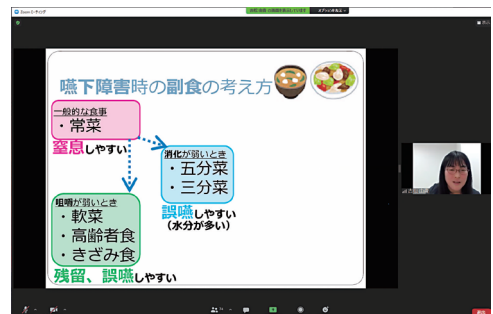 嚥下障害時の副食の考え方
一般的な食事
・常菜
窒息しやすい
消化が弱いとき
・五分菜
・三分菜
誤嚥しやすい
(水分が多い)
咀嚼が弱いとき
・軟菜
・高齢者食
・きざみ食
残留、誤嚥しやすい